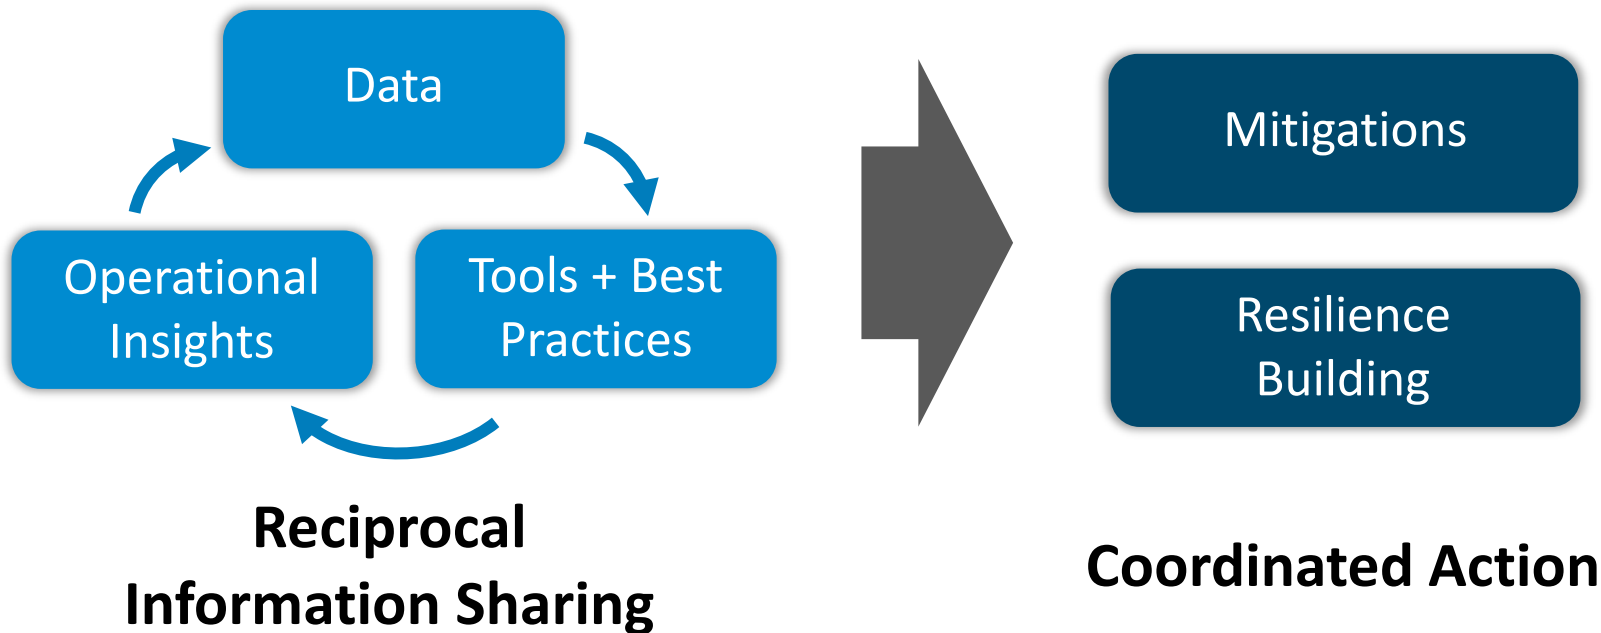 Data
Operational
Insights
Tools + Best
Practices
Reciprocal
Information Sharing
Mitigations
Resilience
Building
Coordinated Action